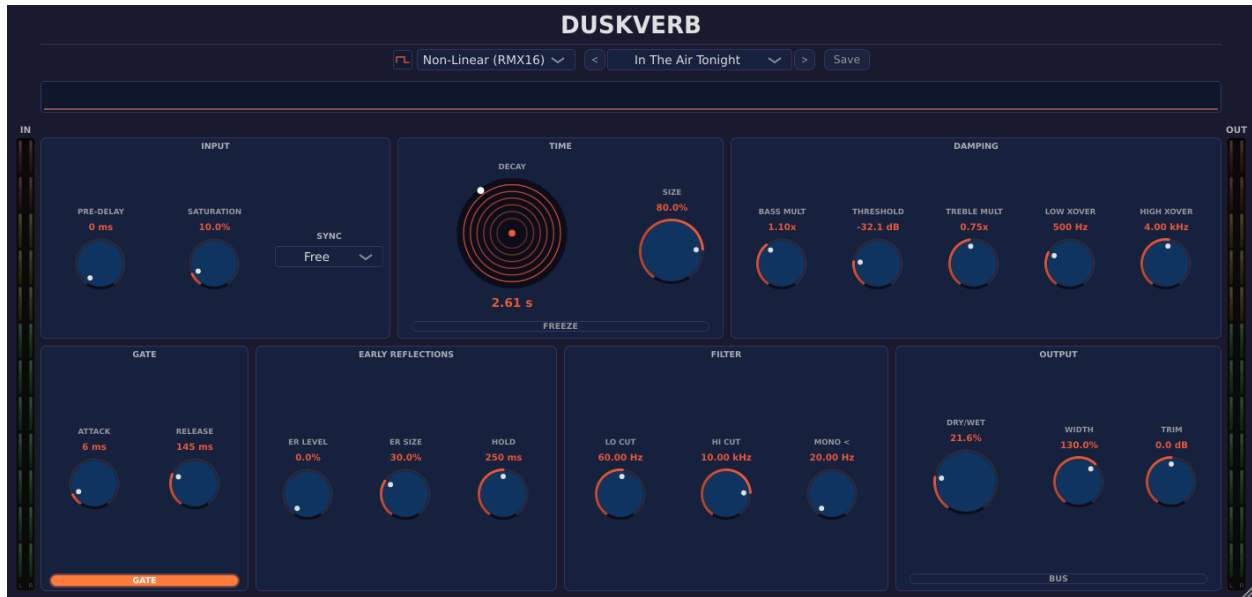 DUSKVERB
Non-Linear (RMX16)
<
In The Air Tonight
>
Save
IN
OUT
INPUT
PRE-DELAY
0 ms
SATURATION
10.0%
SYNC
Free
TIME
DECAY
2.61 s
SIZE
80.0%
FREEZE
DAMPING
BASS MULT
1.10x
THRESHOLD
-32.1 dB
TREBLE MULT
0.75x
LOW XOVER
500 Hz
HIGH XOVER
4.00 kHz
GATE
ATTACK
6 ms
RELEASE
145 ms
GATE
EARLY REFLECTIONS
ER LEVEL
0.0%
ER SIZE
30.0%
HOLD
250 ms
FILTER
LO CUT
60.00 Hz
HI CUT
10.00 kHz
MONO <
20.00 Hz
OUTPUT
DRY/WET
21.6%
WIDTH
130.0%
TRIM
0.0 dB
BUS
L R
L R